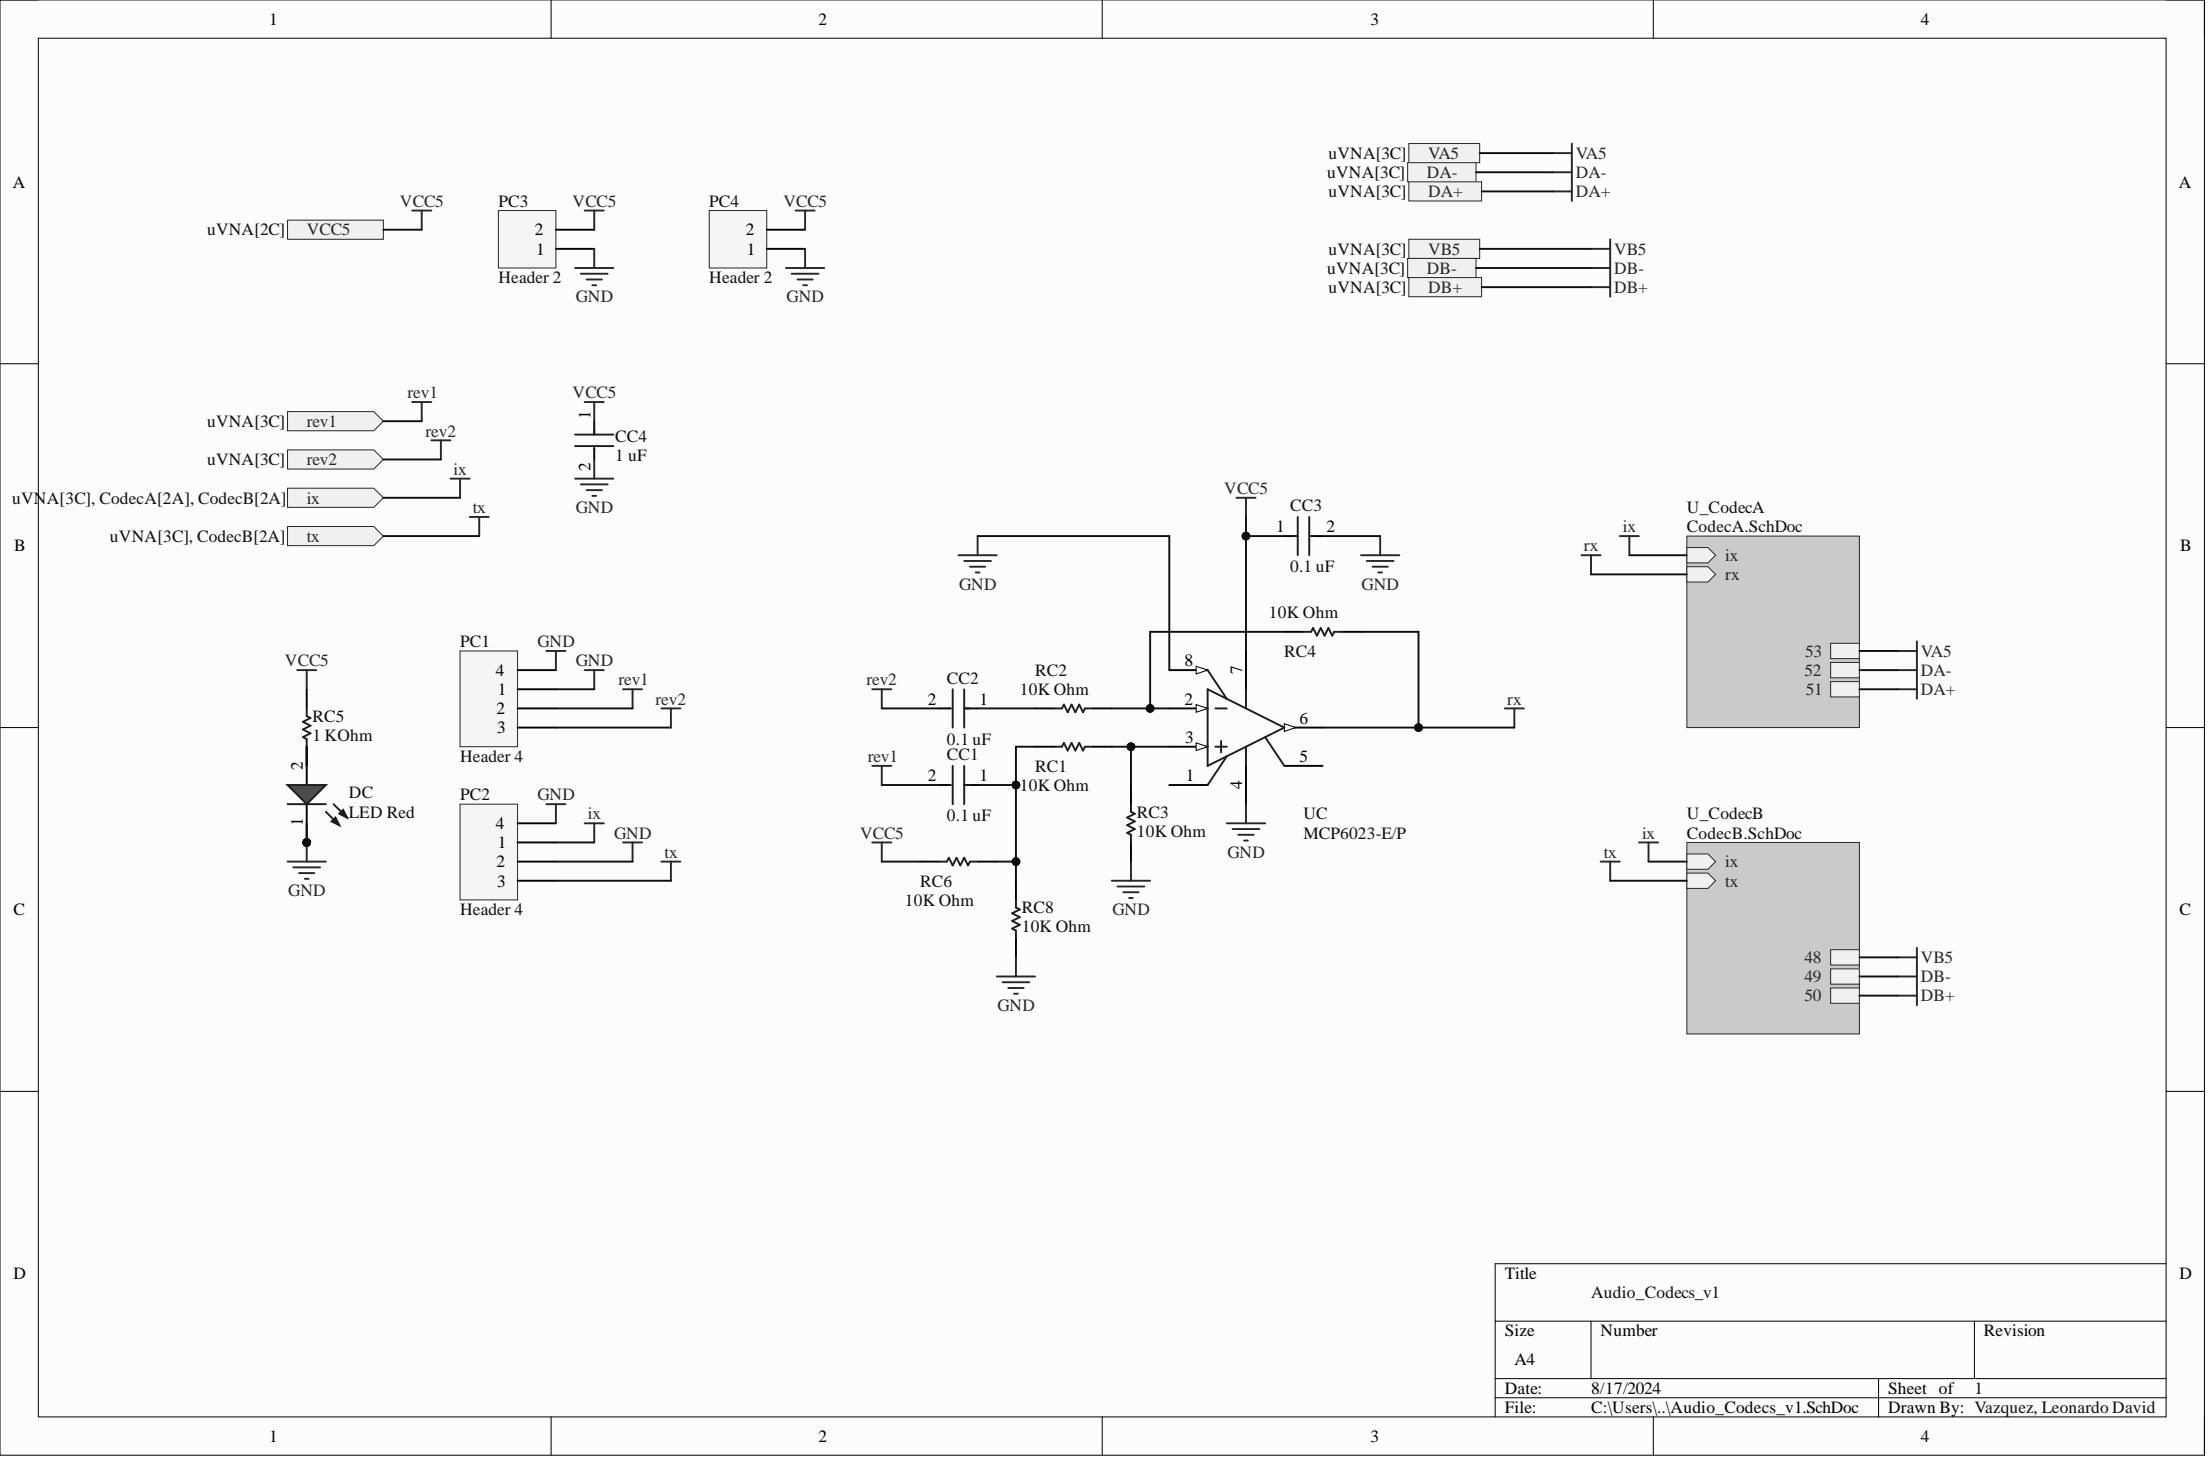 1 2 3 4
A A
uVNA[3C] VA5 VA5
uVNA[3C] DA- DA-
uVNA[3C] DA+ DA+
VCC5
uVNA[2C] VCC5
PC3
VCC5
2
1
Header 2
GND
PC4
VCC5
2
1
Header 2
GND
uVNA[3C] VB5 VB5
uVNA[3C] DB- DB-
uVNA[3C] DB+ DB+
B B
rev1
uVNA[3C] rev1
rev2
uVNA[3C] rev2
ix
uVNA[3C], CodecA[2A], CodecB[2A] ix
tx
uVNA[3C], CodecB[2A] tx
VCC5
1
CC4
1 uF
2
GND
VCC5
CC3
1 2
0.1 uF
GND
GND
10K Ohm
RC4
8
7
rev2
CC2
2 1
0.1 uF
RC2
10K Ohm
2
3
6
5
1
4
rx
rev1
CC1
2 1
0.1 uF
RC1
10K Ohm
RC3
10K Ohm
GND
UC
MCP6023-E/P
GND
VCC5
RC6
10K Ohm
RC8
10K Ohm
GND
U_CodecA
CodecA.SchDoc
ix
rx
ix
rx
53 VA5
52 DA-
51 DA+
VCC5
RC5
1 KOhm
2
DC
LED Red
1
GND
PC1
GND
GND
rev1
rev2
4
1
2
3
Header 4
PC2
GND
ix
GND
tx
4
1
2
3
Header 4
U_CodecB
CodecB.SchDoc
ix
tx
ix
tx
48 VB5
49 DB-
50 DB+
C C
D D
Title
Audio_Codecs_v1
Size Number Revision
A4
Date: 8/17/2024 Sheet of 1
File: C:\Users\..\Audio_Codecs_v1.SchDoc Drawn By: Vazquez, Leonardo David
1 2 3 4